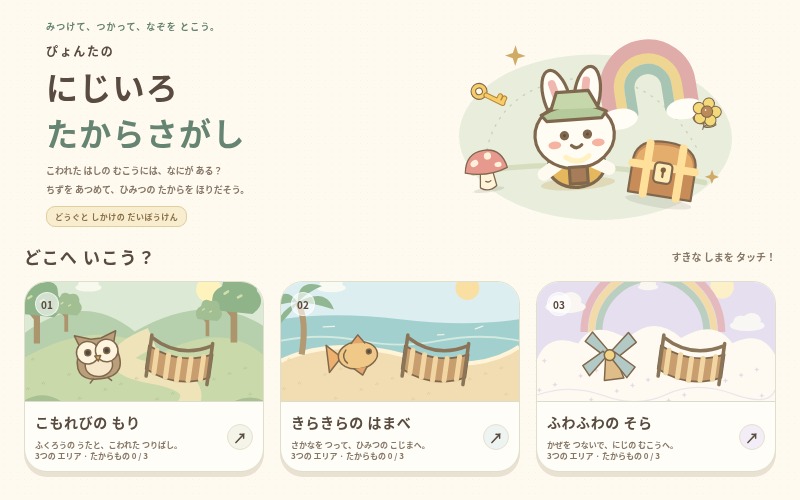 みつけて、つかって、なぞを とこう。
ぴょんたの
にじいろ
たからさがし
こわれた はしの むこうには、なにが ある？
ちずを あつめて、ひみつの たからを ほりだそう。
どうぐと しかけの だいぼうけん
どこへ いこう？
すきな しまを タッチ！
01
02
03
こもれびの もり
ふくろうの うたと、こわれた つりばし。
3つの エリア · たからもの 0 / 3
↗
きらきらの はまべ
さかなを つって、ひみつの こじまへ。
3つの エリア · たからもの 0 / 3
↗
ふわふわの そら
かぜを つないで、にじの むこうへ。
3つの エリア · たからもの 0 / 3
↗